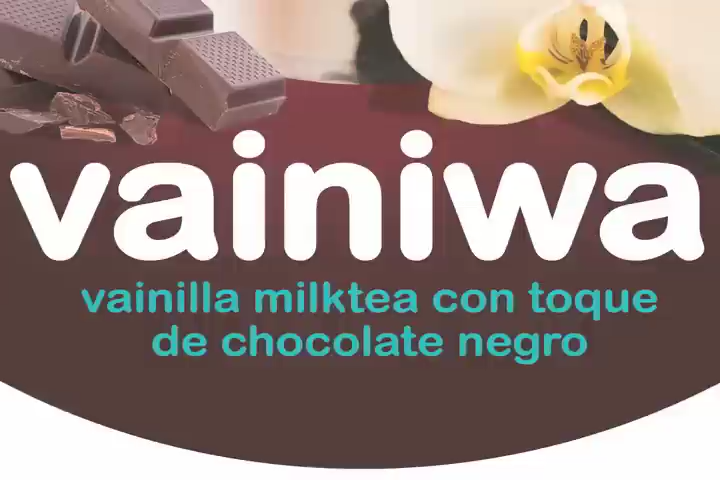 vainiwa
vainilla milktea con toque
de chocolate negro